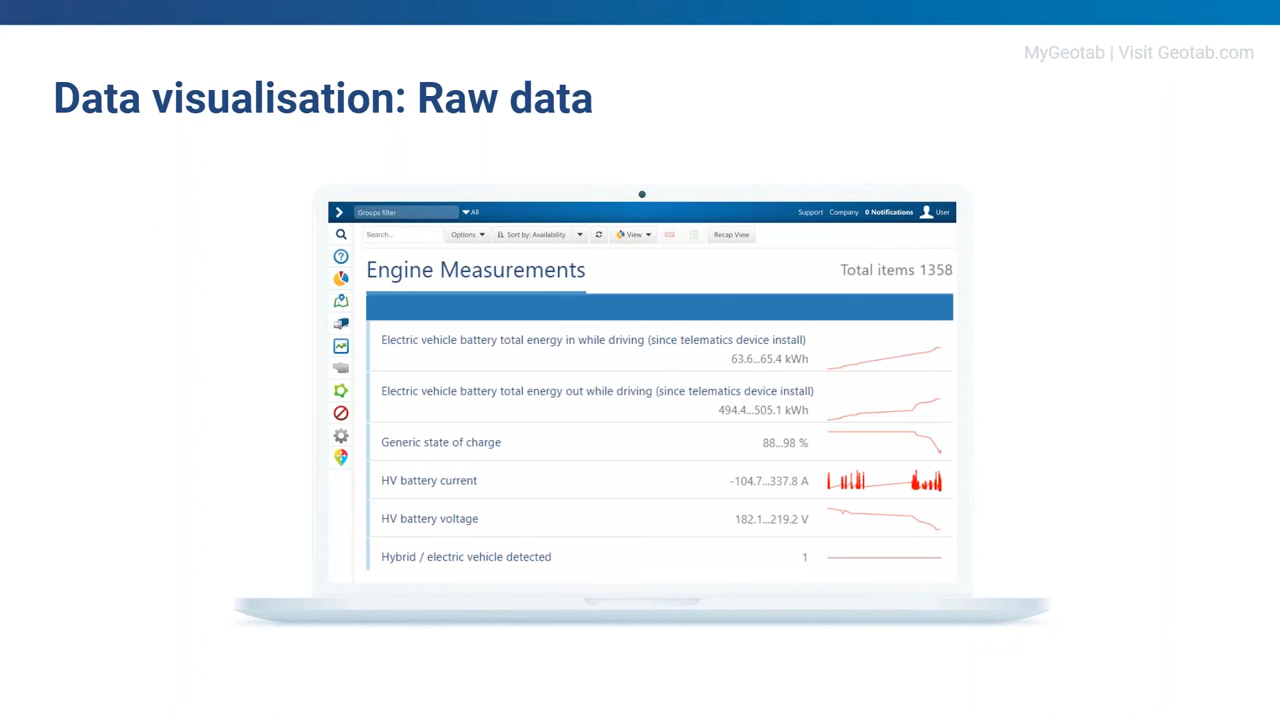 MyGeotab | Visit Geotab.com
Data visualisation: Raw data
Groups filter All Support Company 0 Notifications User
Search... Options Sort by: Availability View Recap View
Engine Measurements Total items 1358
Electric vehicle battery total energy in while driving (since telematics device install)
63.6...65.4 kWh
Electric vehicle battery total energy out while driving (since telematics device install)
494.4...505.1 kWh
Generic state of charge 88...98 %
HV battery current -104.7...337.8 A
HV battery voltage 182.1...219.2 V
Hybrid / electric vehicle detected 1